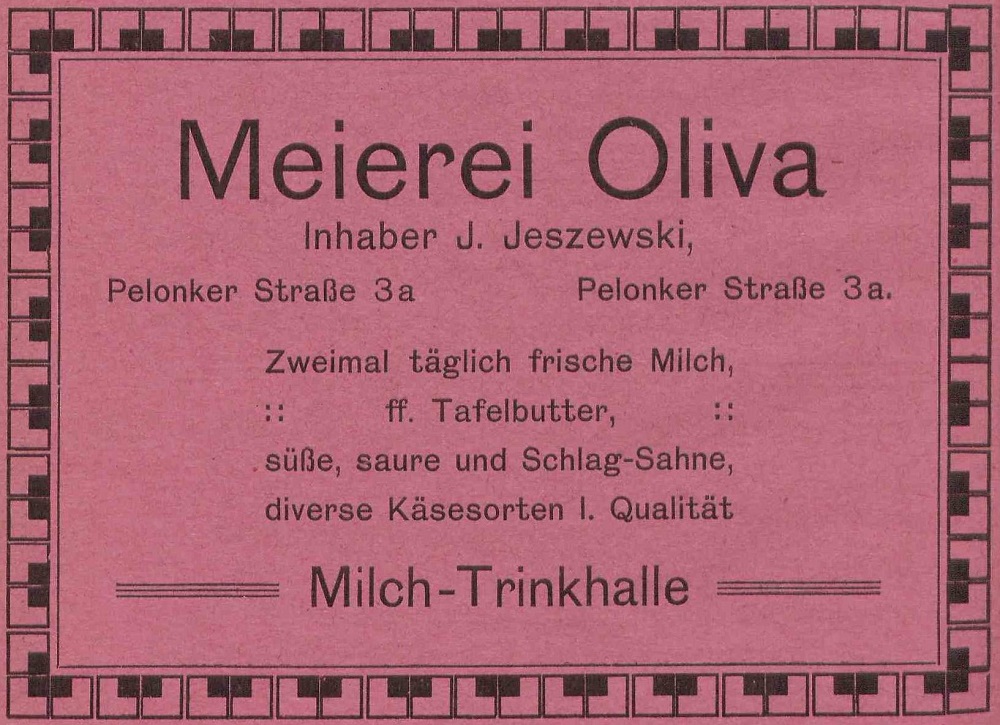 Meierei Oliva
Inhaber J. Jeszewski,
Pelonker Straße 3a Pelonker Straße 3a.
Zweimal täglich frische Milch,
:: ff. Tafelbutter, ::
süße, saure und Schlag-Sahne,
diverse Käsesorten I. Qualität
Milch-Trinkhalle